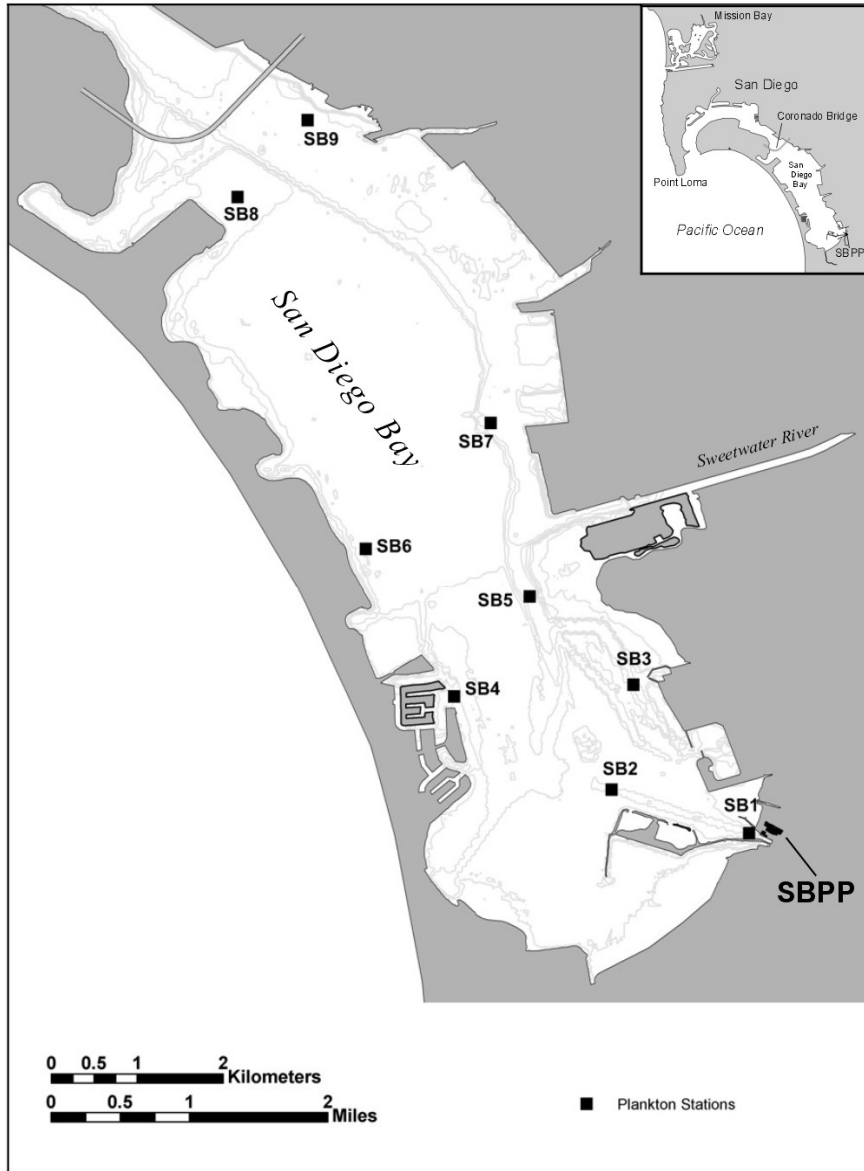 Mission Bay
San Diego
Coronado Bridge
San
Diego
Bay
Point Loma
Pacific Ocean
SBPP
SB9
SB8
San Diego Bay
SB7
Sweetwater River
SB6
SB5
SB3
SB4
SB2
SB1
SBPP
0 0.5 1 2
Kilometers
0 0.5 1 2
Miles
Plankton Stations